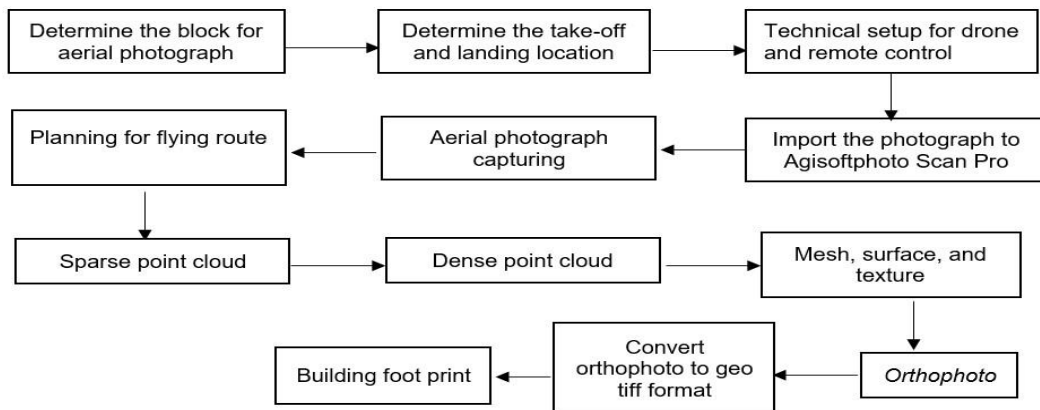 Determine the block for
aerial photograph
Determine the take-off
and landing location
Technical setup for drone
and remote control
Import the photograph to
Agisoftphoto Scan Pro
Aerial photograph
capturing
Planning for flying route
Sparse point cloud
Dense point cloud
Mesh, surface, and
texture
Orthophoto
Convert
orthophoto to geo
tiff format
Building foot print